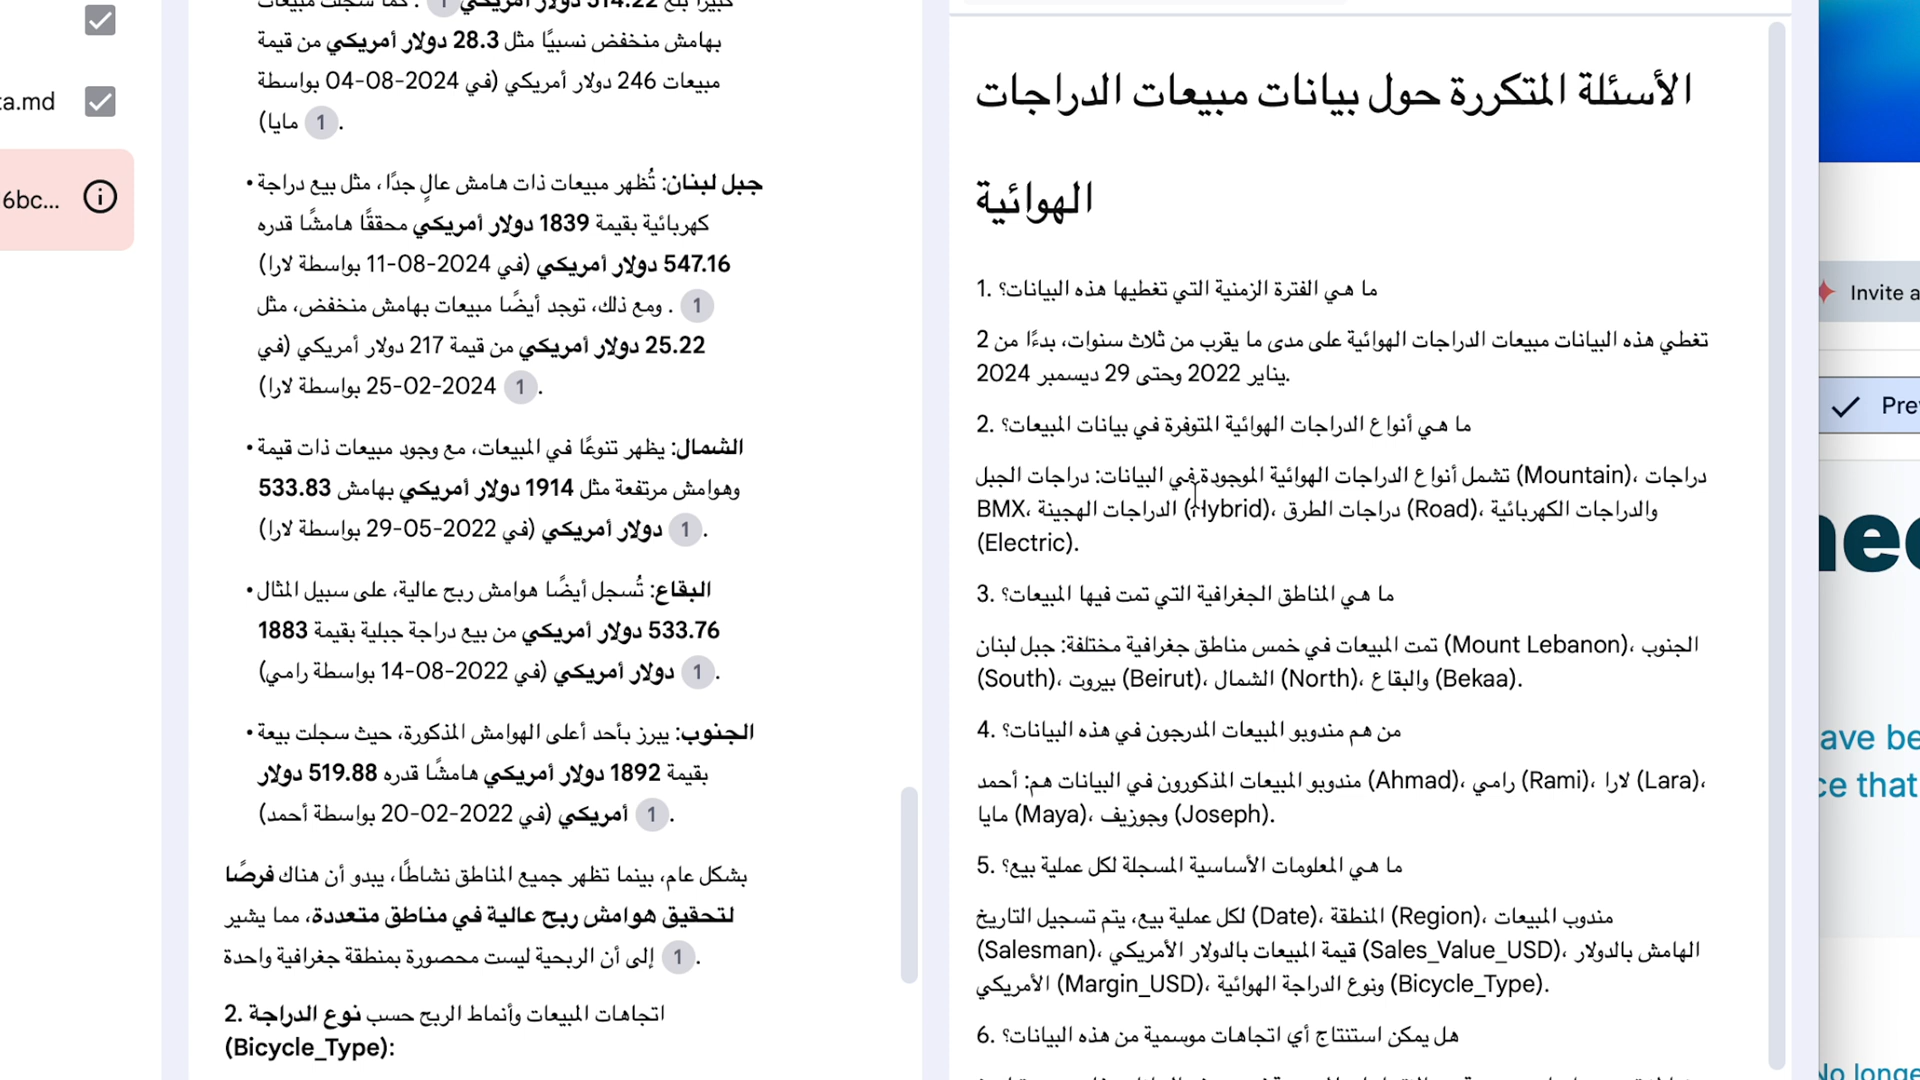 ta.md
6bc...
كبيرًا بلغ 514.22 دولار أمريكي 1 . كما سجلت مبيعات
بهامش منخفض نسبيًا مثل 28.3 دولار أمريكي من قيمة
مبيعات 246 دولار أمريكي (في 2024-08-04 بواسطة
مايا) 1 .
• جبل لبنان: تُظهر مبيعات ذات هامش عالٍ جدًا، مثل بيع دراجة
كهربائية بقيمة 1839 دولار أمريكي محققًا هامشًا قدره
547.16 دولار أمريكي (في 2024-08-11 بواسطة لارا)
1 . ومع ذلك، توجد أيضًا مبيعات بهامش منخفض، مثل
25.22 دولار أمريكي من قيمة 217 دولار أمريكي (في
2024-02-25 بواسطة لارا) 1 .
• الشمال: يظهر تنوعًا في المبيعات، مع وجود مبيعات ذات قيمة
وهوامش مرتفعة مثل 1914 دولار أمريكي بهامش 533.83
دولار أمريكي (في 2022-05-29 بواسطة لارا) 1 .
• البقاع: تُسجل أيضًا هوامش ربح عالية، على سبيل المثال
533.76 دولار أمريكي من بيع دراجة جبلية بقيمة 1883
دولار أمريكي (في 2022-08-14 بواسطة رامي) 1 .
• الجنوب: يبرز بأحد أعلى الهوامش المذكورة، حيث سجلت بيعة
بقيمة 1892 دولار أمريكي هامشًا قدره 519.88 دولار
أمريكي (في 2022-02-20 بواسطة أحمد) 1 .
بشكل عام، بينما تظهر جميع المناطق نشاطًا، يبدو أن هناك فرصًا
لتحقيق هوامش ربح عالية في مناطق متعددة، مما يشير
إلى أن الربحية ليست محصورة بمنطقة جغرافية واحدة 1 .
2. اتجاهات المبيعات وأنماط الربح حسب نوع الدراجة
(Bicycle_Type):
الأسئلة المتكررة حول بيانات مبيعات الدراجات
الهوائية
1. ما هي الفترة الزمنية التي تغطيها هذه البيانات؟
تغطي هذه البيانات مبيعات الدراجات الهوائية على مدى ما يقرب من ثلاث سنوات، بدءًا من 2
يناير 2022 وحتى 29 ديسمبر 2024.
2. ما هي أنواع الدراجات الهوائية المتوفرة في بيانات المبيعات؟
تشمل أنواع الدراجات الهوائية الموجودة في البيانات: دراجات الجبل (Mountain)، دراجات
BMX، الدراجات الهجينة (Hybrid)، دراجات الطرق (Road)، والدراجات الكهربائية
(Electric).
3. ما هي المناطق الجغرافية التي تمت فيها المبيعات؟
تمت المبيعات في خمس مناطق جغرافية مختلفة: جبل لبنان (Mount Lebanon)، الجنوب
(South)، بيروت (Beirut)، الشمال (North)، والبقاع (Bekaa).
4. من هم مندوبو المبيعات المدرجون في هذه البيانات؟
مندوبو المبيعات المذكورون في البيانات هم: أحمد (Ahmad)، رامي (Rami)، لارا (Lara)،
مايا (Maya)، وجوزيف (Joseph).
5. ما هي المعلومات الأساسية المسجلة لكل عملية بيع؟
لكل عملية بيع، يتم تسجيل التاريخ (Date)، المنطقة (Region)، مندوب المبيعات
(Salesman)، قيمة المبيعات بالدولار الأمريكي (Sales_Value_USD)، الهامش بالدولار
الأمريكي (Margin_USD)، ونوع الدراجة الهوائية (Bicycle_Type).
6. هل يمكن استنتاج أي اتجاهات موسمية من هذه البيانات؟
Invite a
Prev
nec
ave be
ce that
No longe